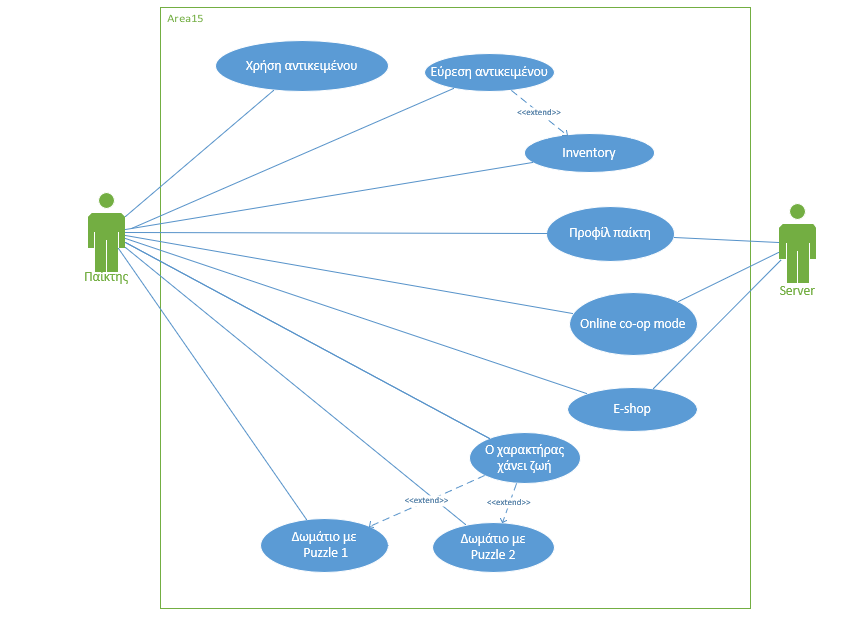 Area15
Χρήση αντικειμένου
Εύρεση αντικειμένου
<<extend>>
Inventory
Προφίλ παίκτη
Παίκτης
Server
Online co-op mode
E-shop
Ο χαρακτήρας
χάνει ζωή
<<extend>>
<<extend>>
Δωμάτιο με
Puzzle 1
Δωμάτιο με
Puzzle 2